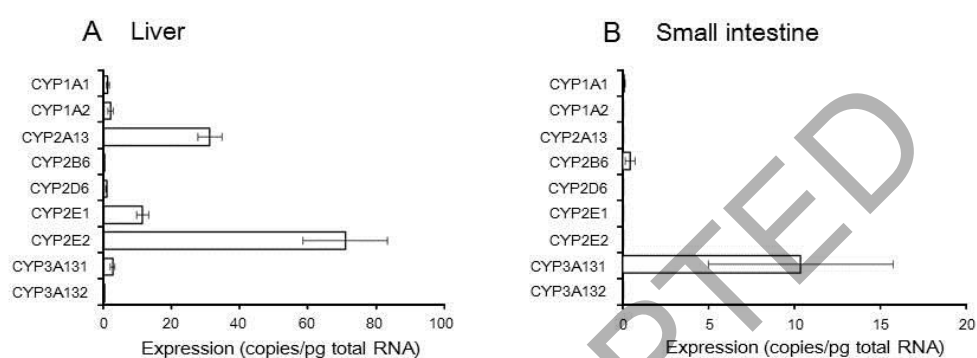 A Liver
CYP1A1
CYP1A2
CYP2A13
CYP2B6
CYP2D6
CYP2E1
CYP2E2
CYP3A131
CYP3A132
0 20 40 60 80 100
Expression (copies/pg total RNA)
B Small intestine
CYP1A1
CYP1A2
CYP2A13
CYP2B6
CYP2D6
CYP2E1
CYP2E2
CYP3A131
CYP3A132
0 5 10 15 20
Expression (copies/pg total RNA)
PTED